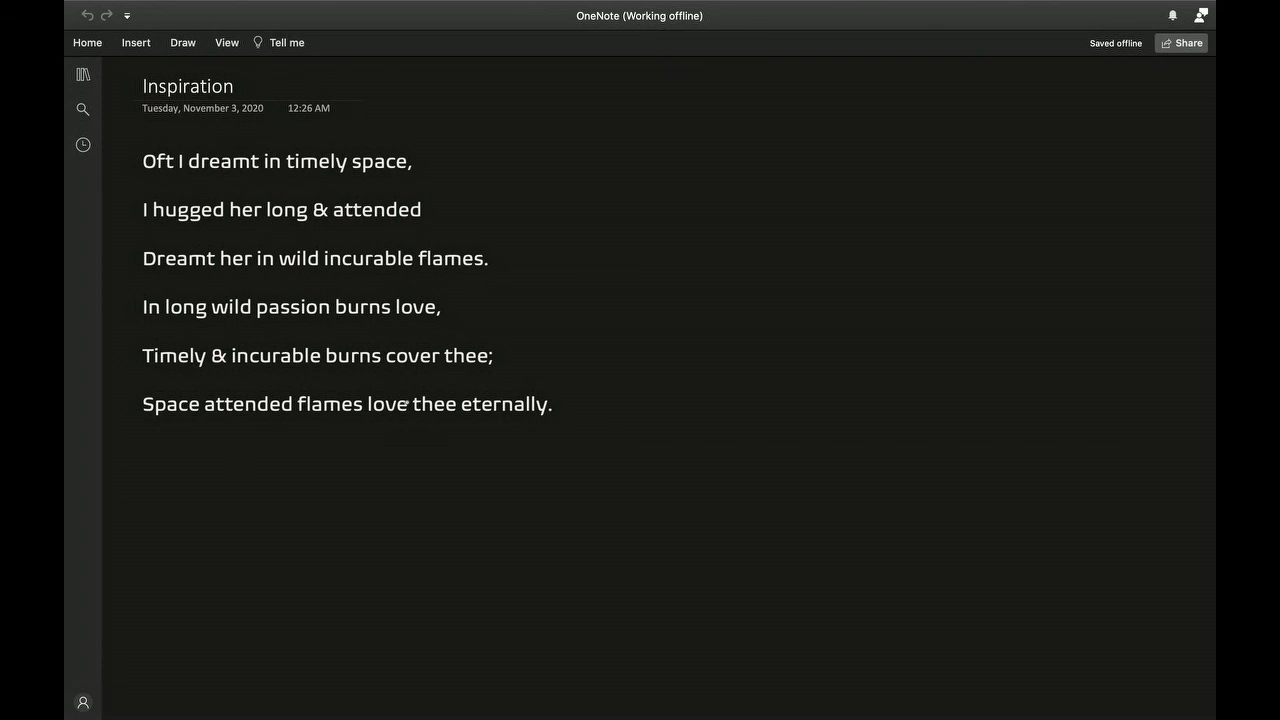 OneNote (Working offline)
Home Insert Draw View Tell me
Saved offline Share
Inspiration
Tuesday, November 3, 2020 12:26 AM
Oft I dreamt in timely space,
I hugged her long & attended
Dreamt her in wild incurable flames.
In long wild passion burns love,
Timely & incurable burns cover thee;
Space attended flames love thee eternally.